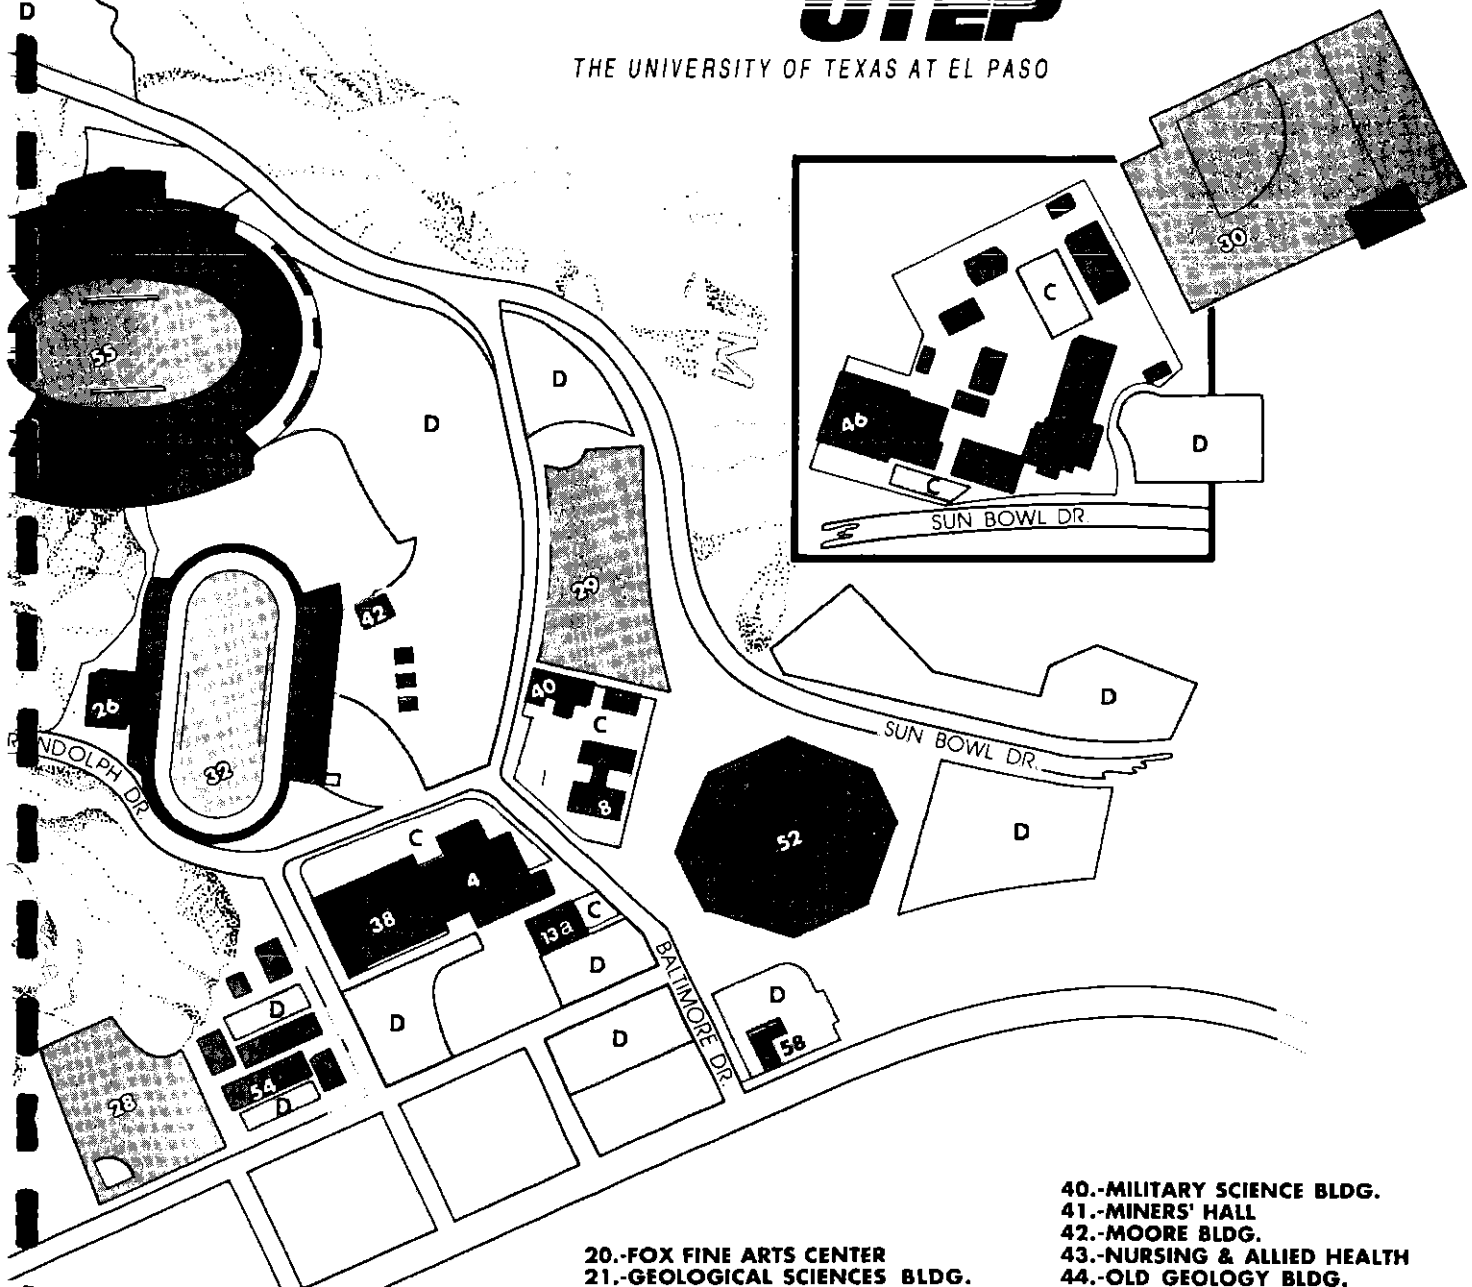 D
UTEP
THE UNIVERSITY OF TEXAS AT EL PASO
30
C
55
D
M
D
46
D
C
SUN BOWL DR.
29
42
40
26
C
D
SUN BOWL DR.
RANDOLPH DR.
32
8
C
52
D
4
38
C
13a
D
BALTIMORE DR.
D
D
D
D
58
54
28
D
40.-MILITARY SCIENCE BLDG.
41.-MINERS' HALL
42.-MOORE BLDG.
20.-FOX FINE ARTS CENTER
43.-NURSING & ALLIED HEALTH
21.-GEOLOGICAL SCIENCES BLDG.
44.-OLD GEOLOGY BLDG.